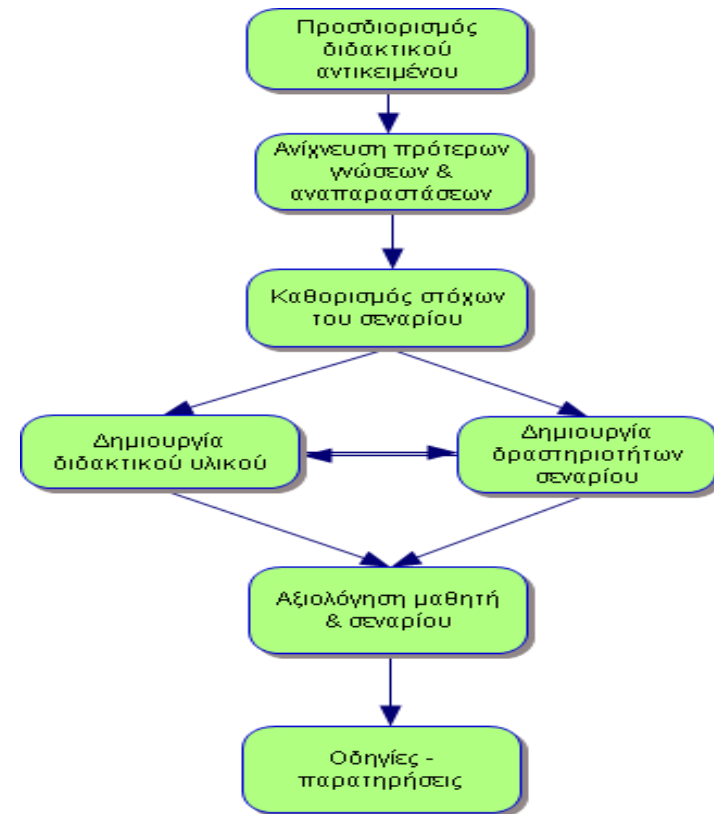 Προσδιορισμός
διδακτικού
αντικειμένου
Ανίχνευση πρότερων
γνώσεων &
αναπαραστάσεων
Καθορισμός στόχων
του σεναρίου
Δημιουργία
διδακτικού υλικού
Δημιουργία
δραστηριοτήτων
σεναρίου
Αξιολόγηση μαθητή
& σεναρίου
Οδηγίες -
παρατηρήσεις